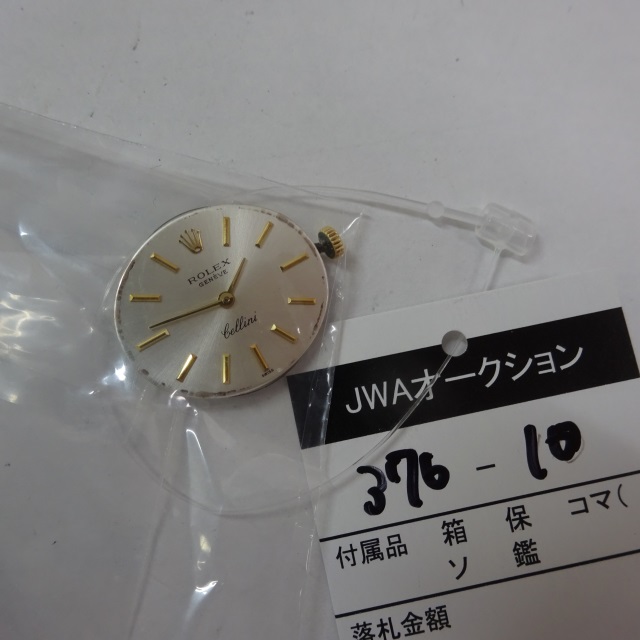 ROLEX
GENEVE
Cellini
JWAオークション
376-10
付属品 箱 保 コマ(
ソ 鑑
落札金額